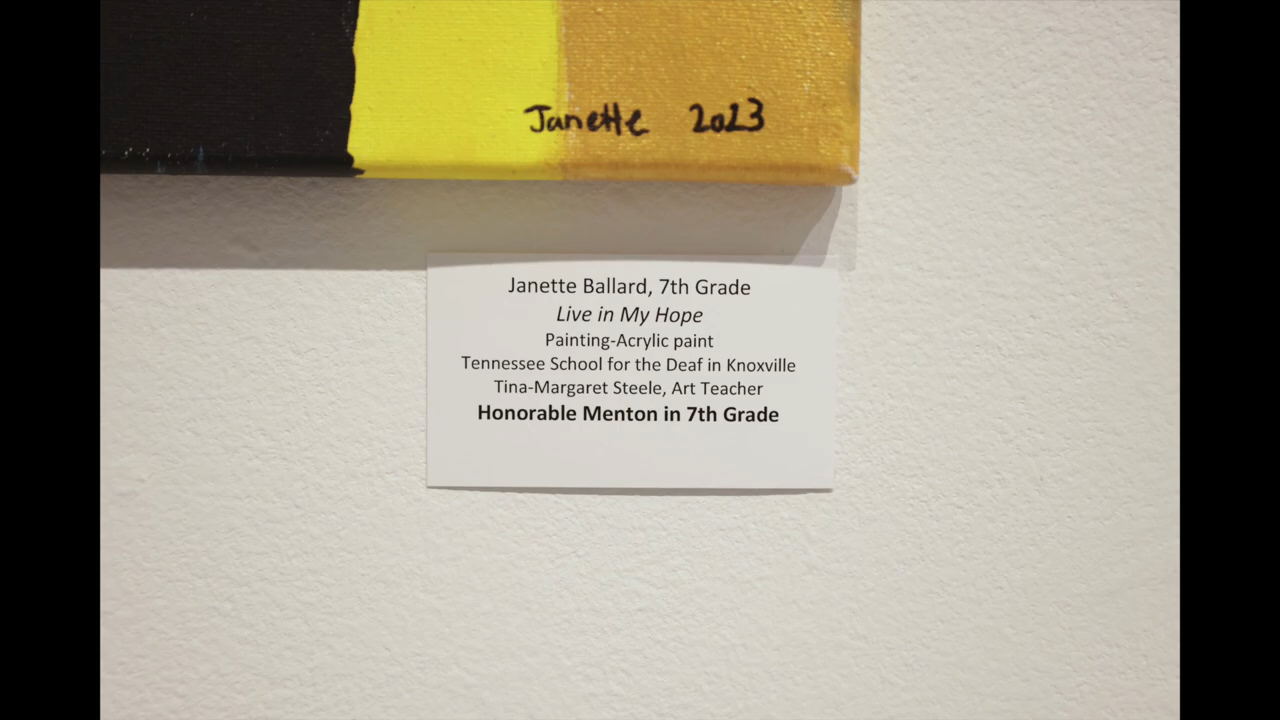 Janette 2023
Janette Ballard, 7th Grade
Live in My Hope
Painting-Acrylic paint
Tennessee School for the Deaf in Knoxville
Tina-Margaret Steele, Art Teacher
Honorable Menton in 7th Grade